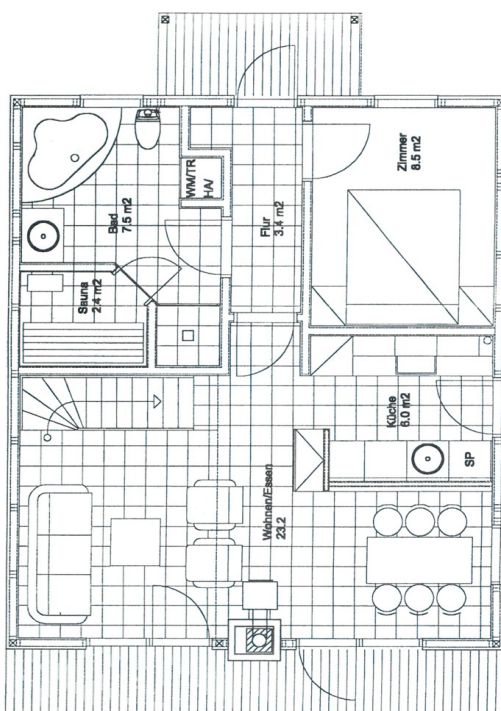 Bad
7.5 m2
WM/TR
HA/
Flur
3.4 m2
Zimmer
8.5 m2
Sauna
2.4 m2
Küche
6.0 m2
SP
Wohnen/Essen
23.2